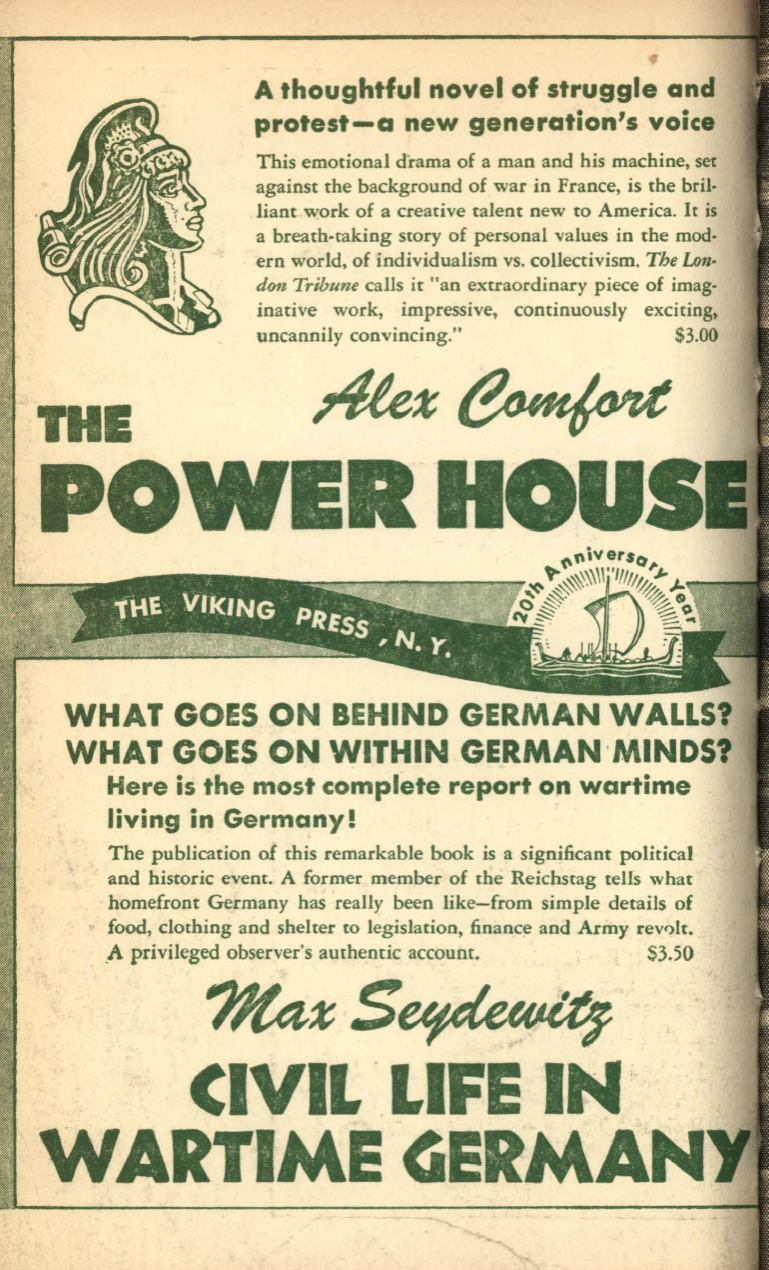 A thoughtful novel of struggle and
protest—a new generation's voice
This emotional drama of a man and his machine, set
against the background of war in France, is the bril-
liant work of a creative talent new to America. It is
a breath-taking story of personal values in the mod-
ern world, of individualism vs. collectivism. The Lon-
don Tribune calls it "an extraordinary piece of imag-
inative work, impressive, continuously exciting,
uncannily convincing." $3.00
Alex Comfort
THE
POWER HOUSE
20th Anniversary Year
THE VIKING PRESS, N. Y.
WHAT GOES ON BEHIND GERMAN WALLS?
WHAT GOES ON WITHIN GERMAN MINDS?
Here is the most complete report on wartime
living in Germany!
The publication of this remarkable book is a significant political
and historic event. A former member of the Reichstag tells what
homefront Germany has really been like—from simple details of
food, clothing and shelter to legislation, finance and Army revolt.
A privileged observer's authentic account. $3.50
Max Seydewitz
CIVIL LIFE IN
WARTIME GERMANY